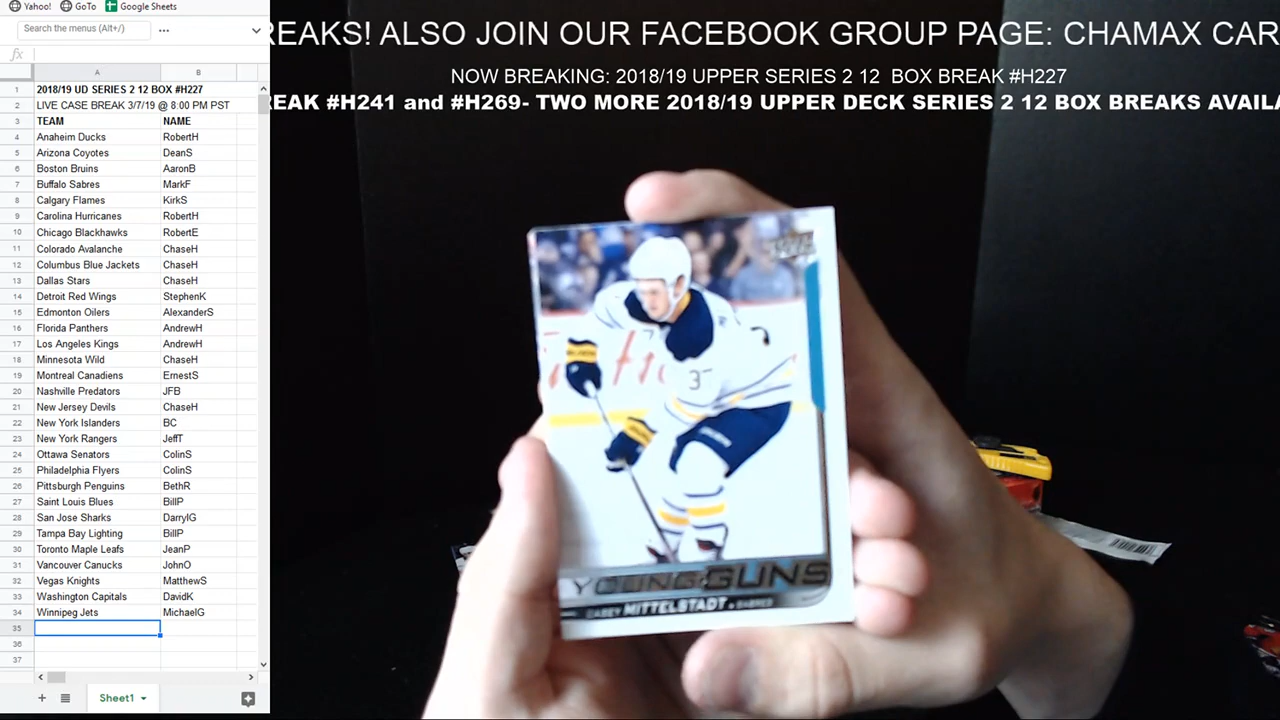 Yahoo! GoTo Google Sheets
Search the menus (Alt+/)
fx
A B
1 2018/19 UD SERIES 2 12 BOX #H227
2 LIVE CASE BREAK 3/7/19 @ 8:00 PM PST
3 TEAM NAME
4 Anaheim Ducks RobertH
5 Arizona Coyotes DeanS
6 Boston Bruins AaronB
7 Buffalo Sabres MarkF
8 Calgary Flames KirkS
9 Carolina Hurricanes RobertH
10 Chicago Blackhawks RobertE
11 Colorado Avalanche ChaseH
12 Columbus Blue Jackets ChaseH
13 Dallas Stars ChaseH
14 Detroit Red Wings StephenK
15 Edmonton Oilers AlexanderS
16 Florida Panthers AndrewH
17 Los Angeles Kings AndrewH
18 Minnesota Wild ChaseH
19 Montreal Canadiens ErnestS
20 Nashville Predators JFB
21 New Jersey Devils ChaseH
22 New York Islanders BC
23 New York Rangers JeffT
24 Ottawa Senators ColinS
25 Philadelphia Flyers ColinS
26 Pittsburgh Penguins BethR
27 Saint Louis Blues BillP
28 San Jose Sharks DarrylG
29 Tampa Bay Lighting BillP
30 Toronto Maple Leafs JeanP
31 Vancouver Canucks JohnO
32 Vegas Knights MatthewS
33 Washington Capitals DavidK
34 Winnipeg Jets MichaelG
35
36
37
Sheet1
REAKS! ALSO JOIN OUR FACEBOOK GROUP PAGE: CHAMAX CAR
NOW BREAKING: 2018/19 UPPER SERIES 2 12 BOX BREAK #H227
EAK #H241 and #H269- TWO MORE 2018/19 UPPER DECK SERIES 2 12 BOX BREAKS AVAILA
YOUNG GUNS
CASEY MITTELSTADT SABRES